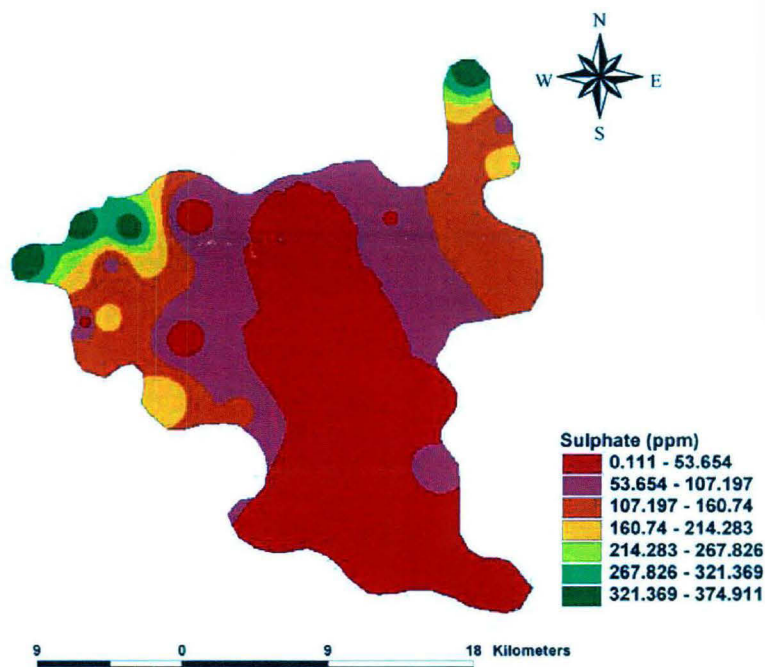 N
W E
S
Sulphate (ppm)
0.111 - 53.654
53.654 - 107.197
107.197 - 160.74
160.74 - 214.283
214.283 - 267.826
267.826 - 321.369
321.369 - 374.911
9 0 9 18 Kilometers